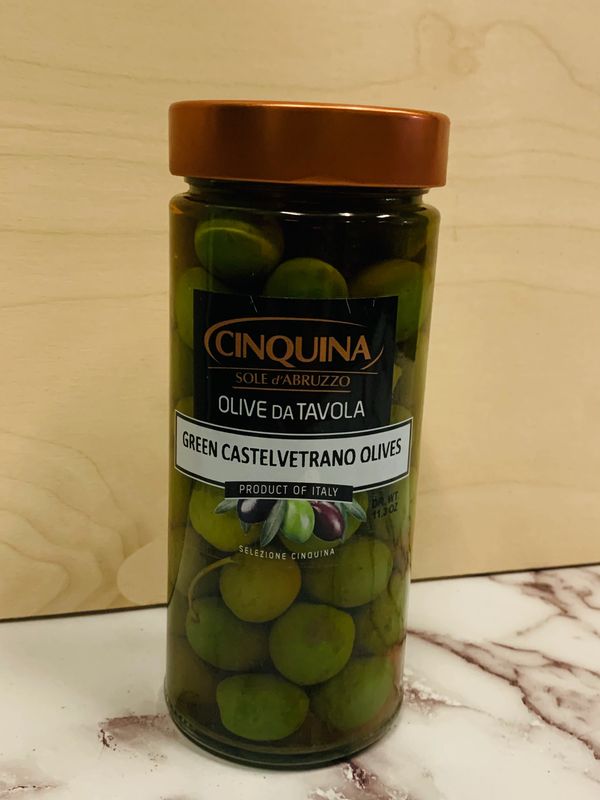 CINQUINA
SOLE d'ABRUZZO
OLIVE DA TAVOLA
GREEN CASTELVETRANO OLIVES
PRODUCT OF ITALY
DR. WT.
11.3 OZ
SELEZIONE CINQUINA